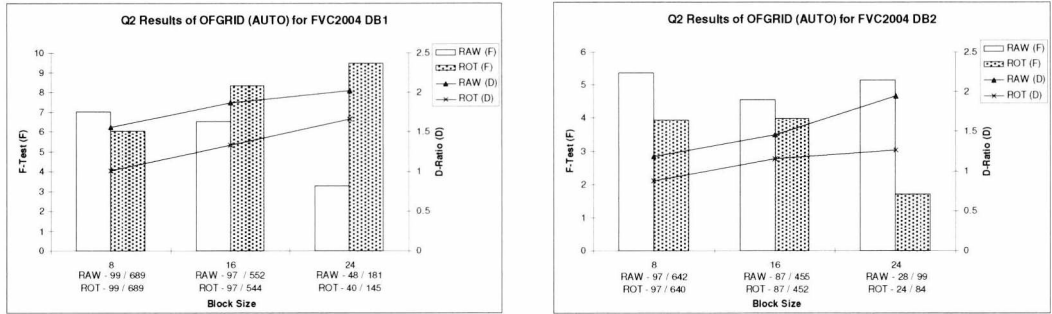 Q2 Results of OFGRID (AUTO) for FVC2004 DB1
F-Test (F)
10
9
8
7
6
5
4
3
2
1
0
2.5
2
1.5
1
0.5
0
D-Ratio (D)
RAW (F)
ROT (F)
RAW (D)
ROT (D)
8 16 24
RAW - 99 / 689 RAW - 97 / 552 RAW - 48 / 181
ROT - 99 / 689 ROT - 97 / 544 ROT - 40 / 145
Block Size
Q2 Results of OFGRID (AUTO) for FVC2004 DB2
F-Test (F)
6
5
4
3
2
1
0
2.5
2
1.5
1
0.5
0
D-Ratio (D)
RAW (F)
ROT (F)
RAW (D)
ROT (D)
8 16 24
RAW - 97 / 642 RAW - 87 / 455 RAW - 28 / 99
ROT - 97 / 640 ROT - 87 / 452 ROT - 24 / 84
Block Size